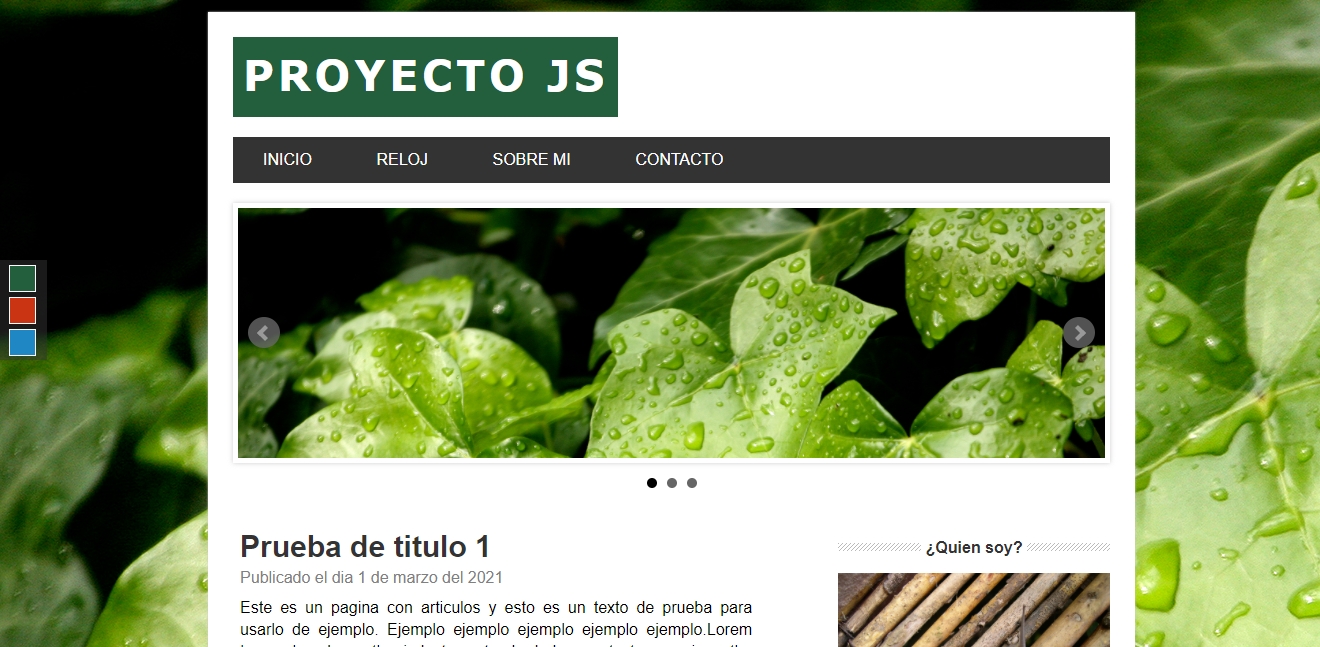 PROYECTO JS
INICIO RELOJ SOBRE MI CONTACTO
Prueba de titulo 1
Publicado el dia 1 de marzo del 2021
Este es un pagina con articulos y esto es un texto de prueba para
usarlo de ejemplo. Ejemplo ejemplo ejemplo ejemplo ejemplo.Lorem
¿Quien soy?